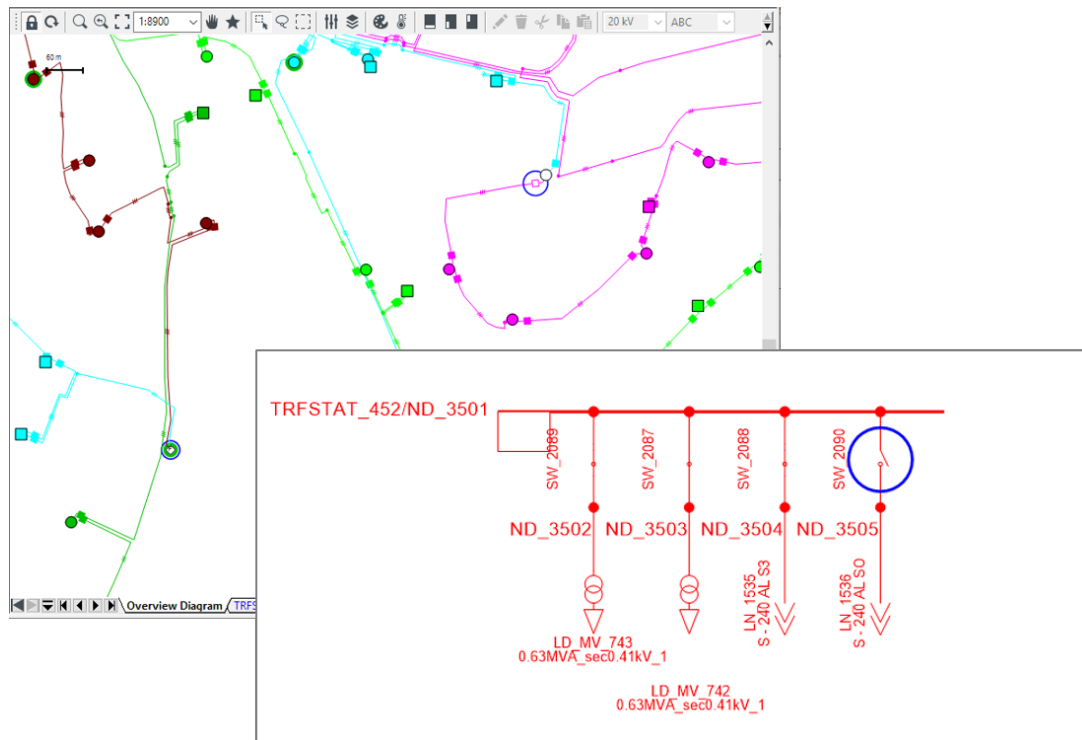 1:8900
20 kV
ABC
60 m
Overview Diagram
TRFS
TRFSTAT_452/ND_3501
SW_2089
SW_2087
SW_2088
SW_2090
ND_3502
ND_3503
ND_3504
ND_3505
LN_1535
S - 240 AL S3
LN_1536
S - 240 AL SO
LD_MV_743
0.63MVA_sec0.41kV_1
LD_MV_742
0.63MVA_sec0.41kV_1